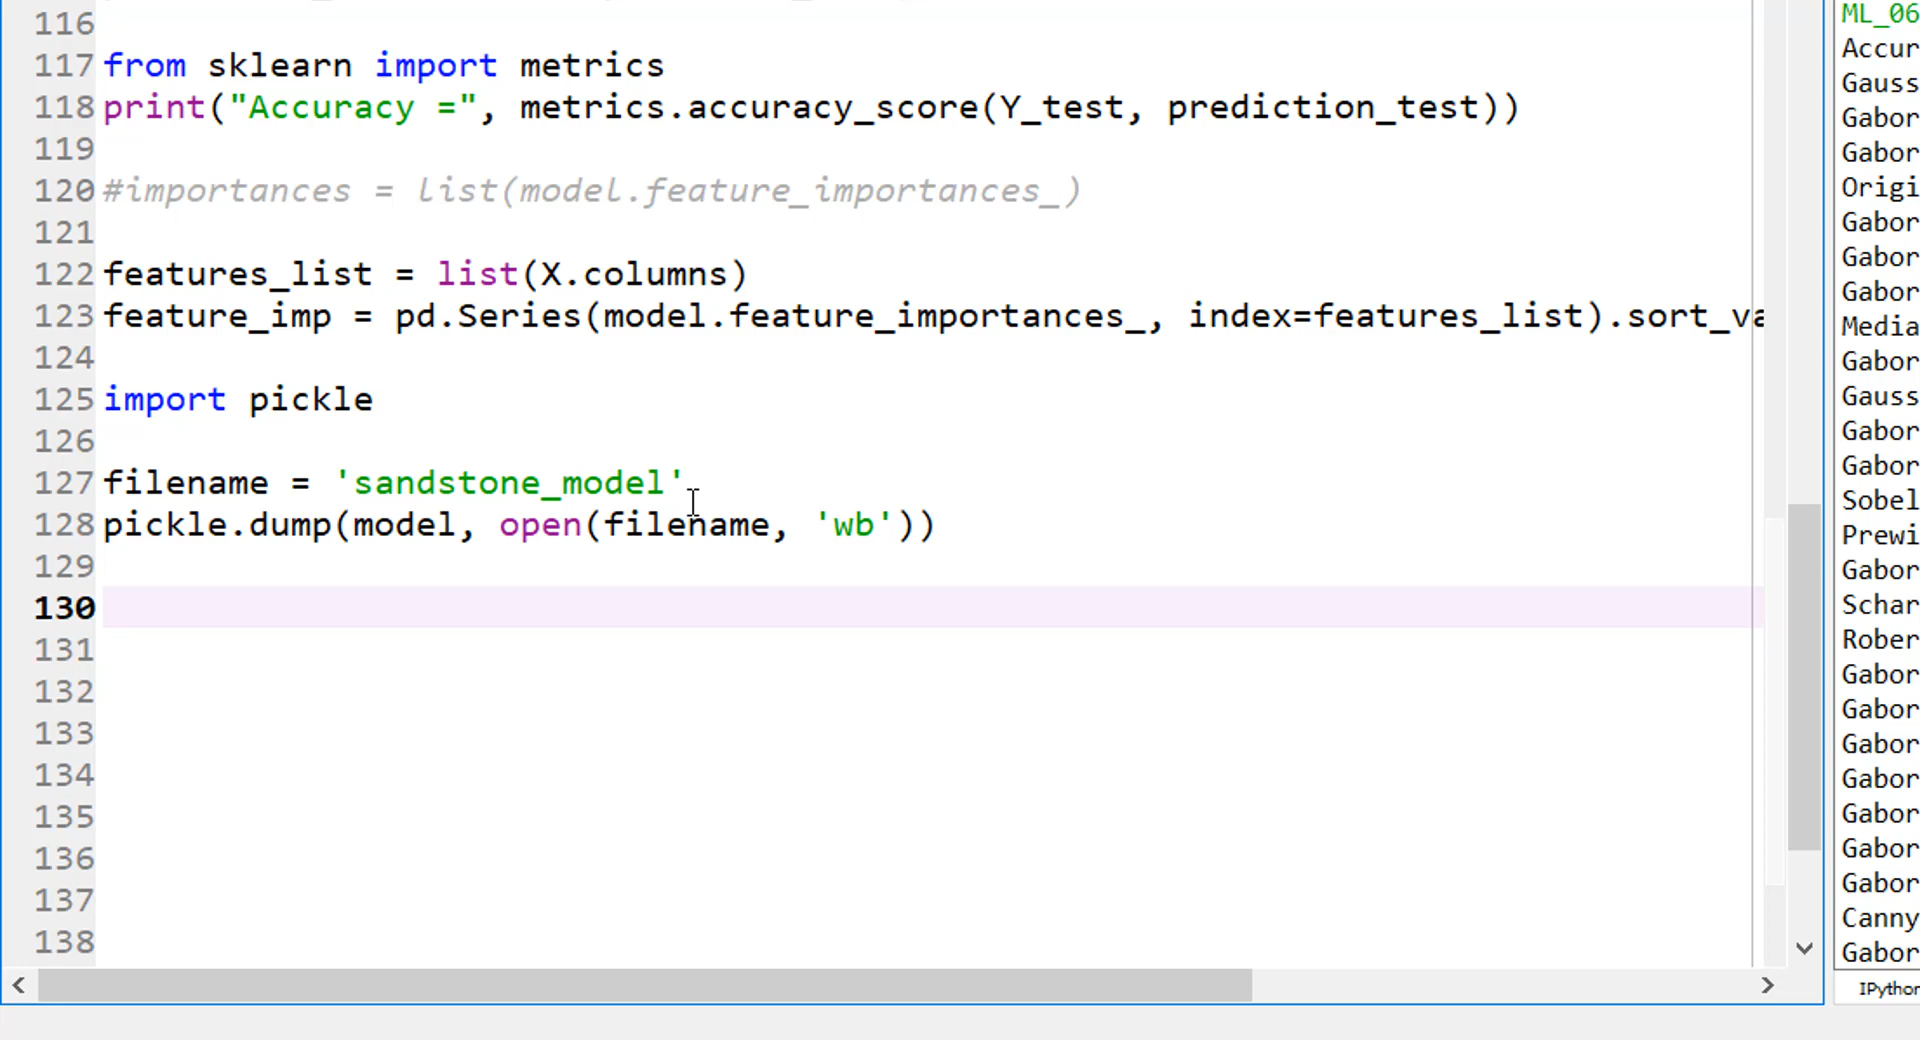 116
117 from sklearn import metrics
118 print("Accuracy =", metrics.accuracy_score(Y_test, prediction_test))
119
120 #importances = list(model.feature_importances_)
121
122 features_list = list(X.columns)
123 feature_imp = pd.Series(model.feature_importances_, index=features_list).sort_va
124
125 import pickle
126
127 filename = 'sandstone_model'
128 pickle.dump(model, open(filename, 'wb'))
129
130
131
132
133
134
135
136
137
138
ML_06
Accur
Gauss
Gabor
Gabor
Origi
Gabor
Gabor
Gabor
Media
Gabor
Gauss
Gabor
Gabor
Sobel
Prewi
Gabor
Schar
Rober
Gabor
Gabor
Gabor
Gabor
Gabor
Gabor
Gabor
Canny
Gabor
IPython